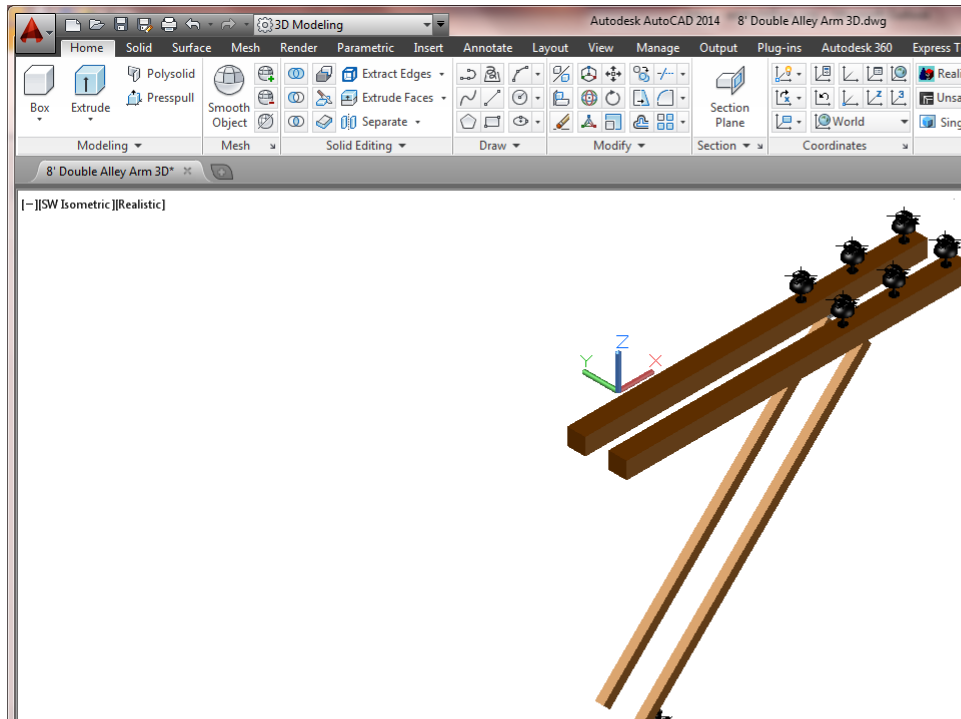 3D Modeling
Autodesk AutoCAD 2014 8' Double Alley Arm 3D.dwg
Home Solid Surface Mesh Render Parametric Insert Annotate Layout View Manage Output Plug-ins Autodesk 360 Express T
Box
Extrude
Polysolid
Presspull
Smooth
Object
Extract Edges
Extrude Faces
Separate
Section
Plane
World
Reali
Unsa
Sing
Modeling Mesh Solid Editing Draw Modify Section Coordinates
8' Double Alley Arm 3D*
[−][SW Isometric][Realistic]
Z
Y X